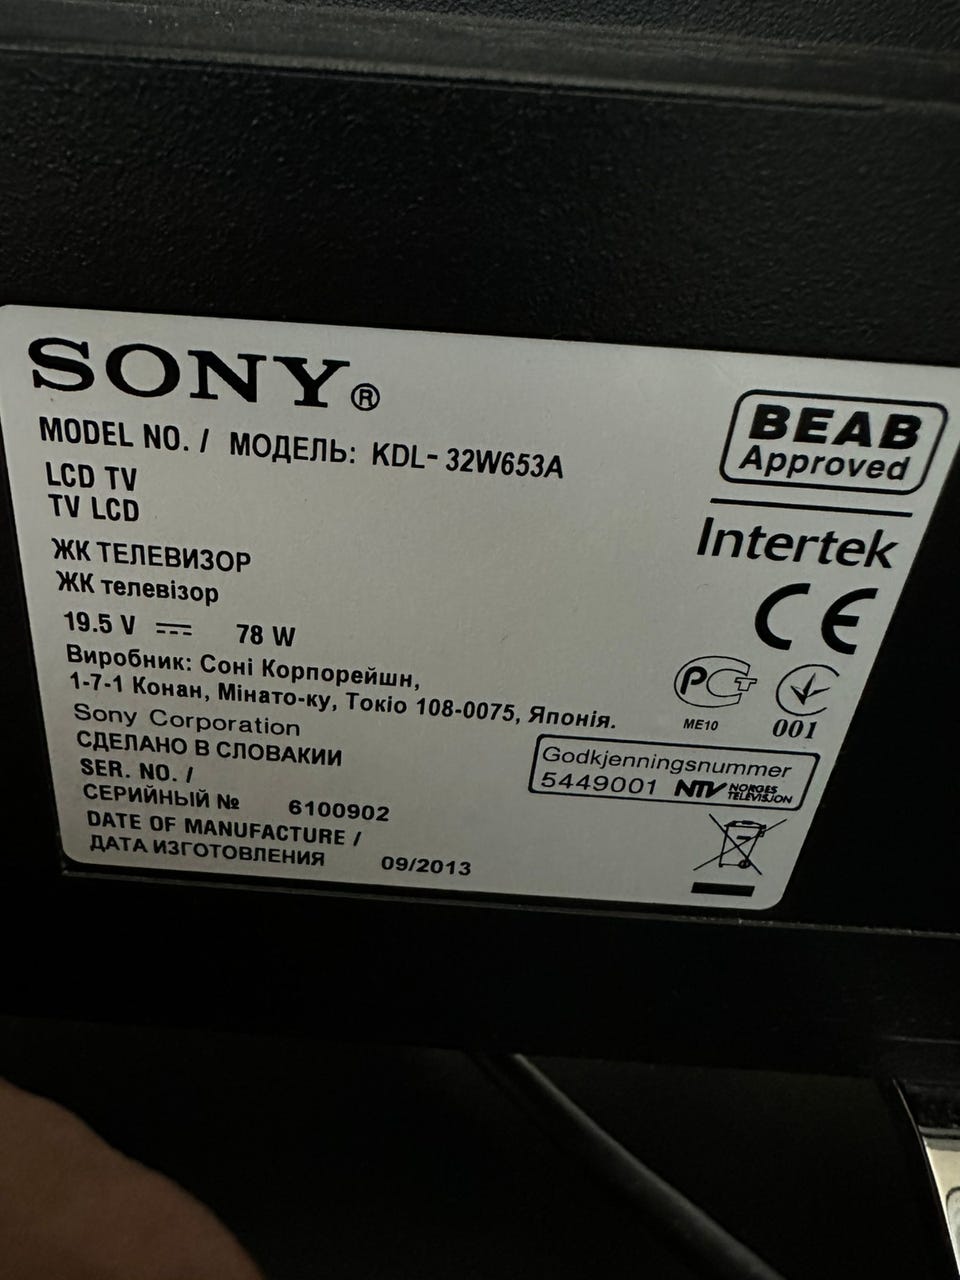 SONY®
MODEL NO. / МОДЕЛЬ: KDL-32W653A
LCD TV
TV LCD
ЖК ТЕЛЕВИЗОР
ЖК телевізор
19.5 V ⎓ 78 W
Виробник: Соні Корпорейшн,
1-7-1 Конан, Мінато-ку, Токіо 108-0075, Японія.
Sony Corporation
СДЕЛАНО В СЛОВАКИИ
SER. NO. /
СЕРИЙНЫЙ № 6100902
DATE OF MANUFACTURE /
ДАТА ИЗГОТОВЛЕНИЯ 09/2013
BEAB
Approved
Intertek
CE
РСТ
ME10 001
Godkjenningsnummer
5449001 NTV NORGES
TELEVISJON